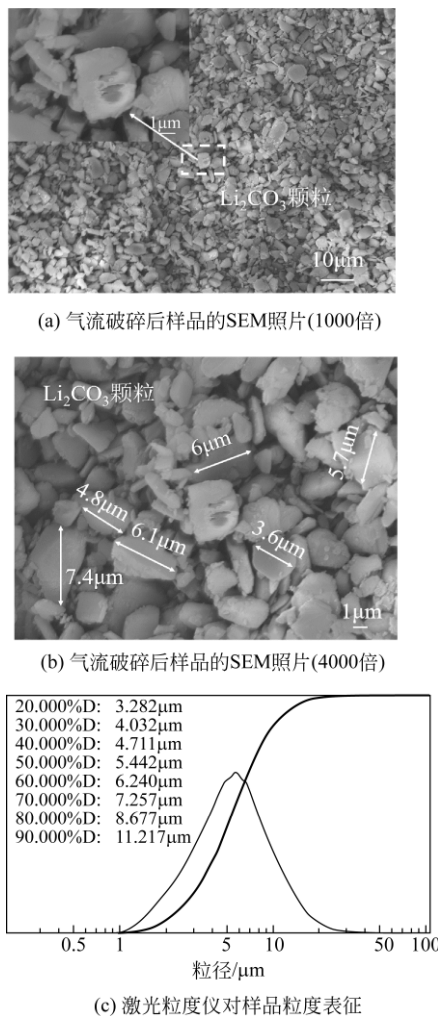 1μm
Li₂CO₃颗粒
10μm
(a) 气流破碎后样品的SEM照片(1000倍)
Li₂CO₃颗粒
6μm
5.7μm
4.8μm
6.1μm
3.6μm
7.4μm
1μm
(b) 气流破碎后样品的SEM照片(4000倍)
20.000%D: 3.282μm
30.000%D: 4.032μm
40.000%D: 4.711μm
50.000%D: 5.442μm
60.000%D: 6.240μm
70.000%D: 7.257μm
80.000%D: 8.677μm
90.000%D: 11.217μm
0.5 1 5 10 50 100
粒径/μm
(c) 激光粒度仪对样品粒度表征